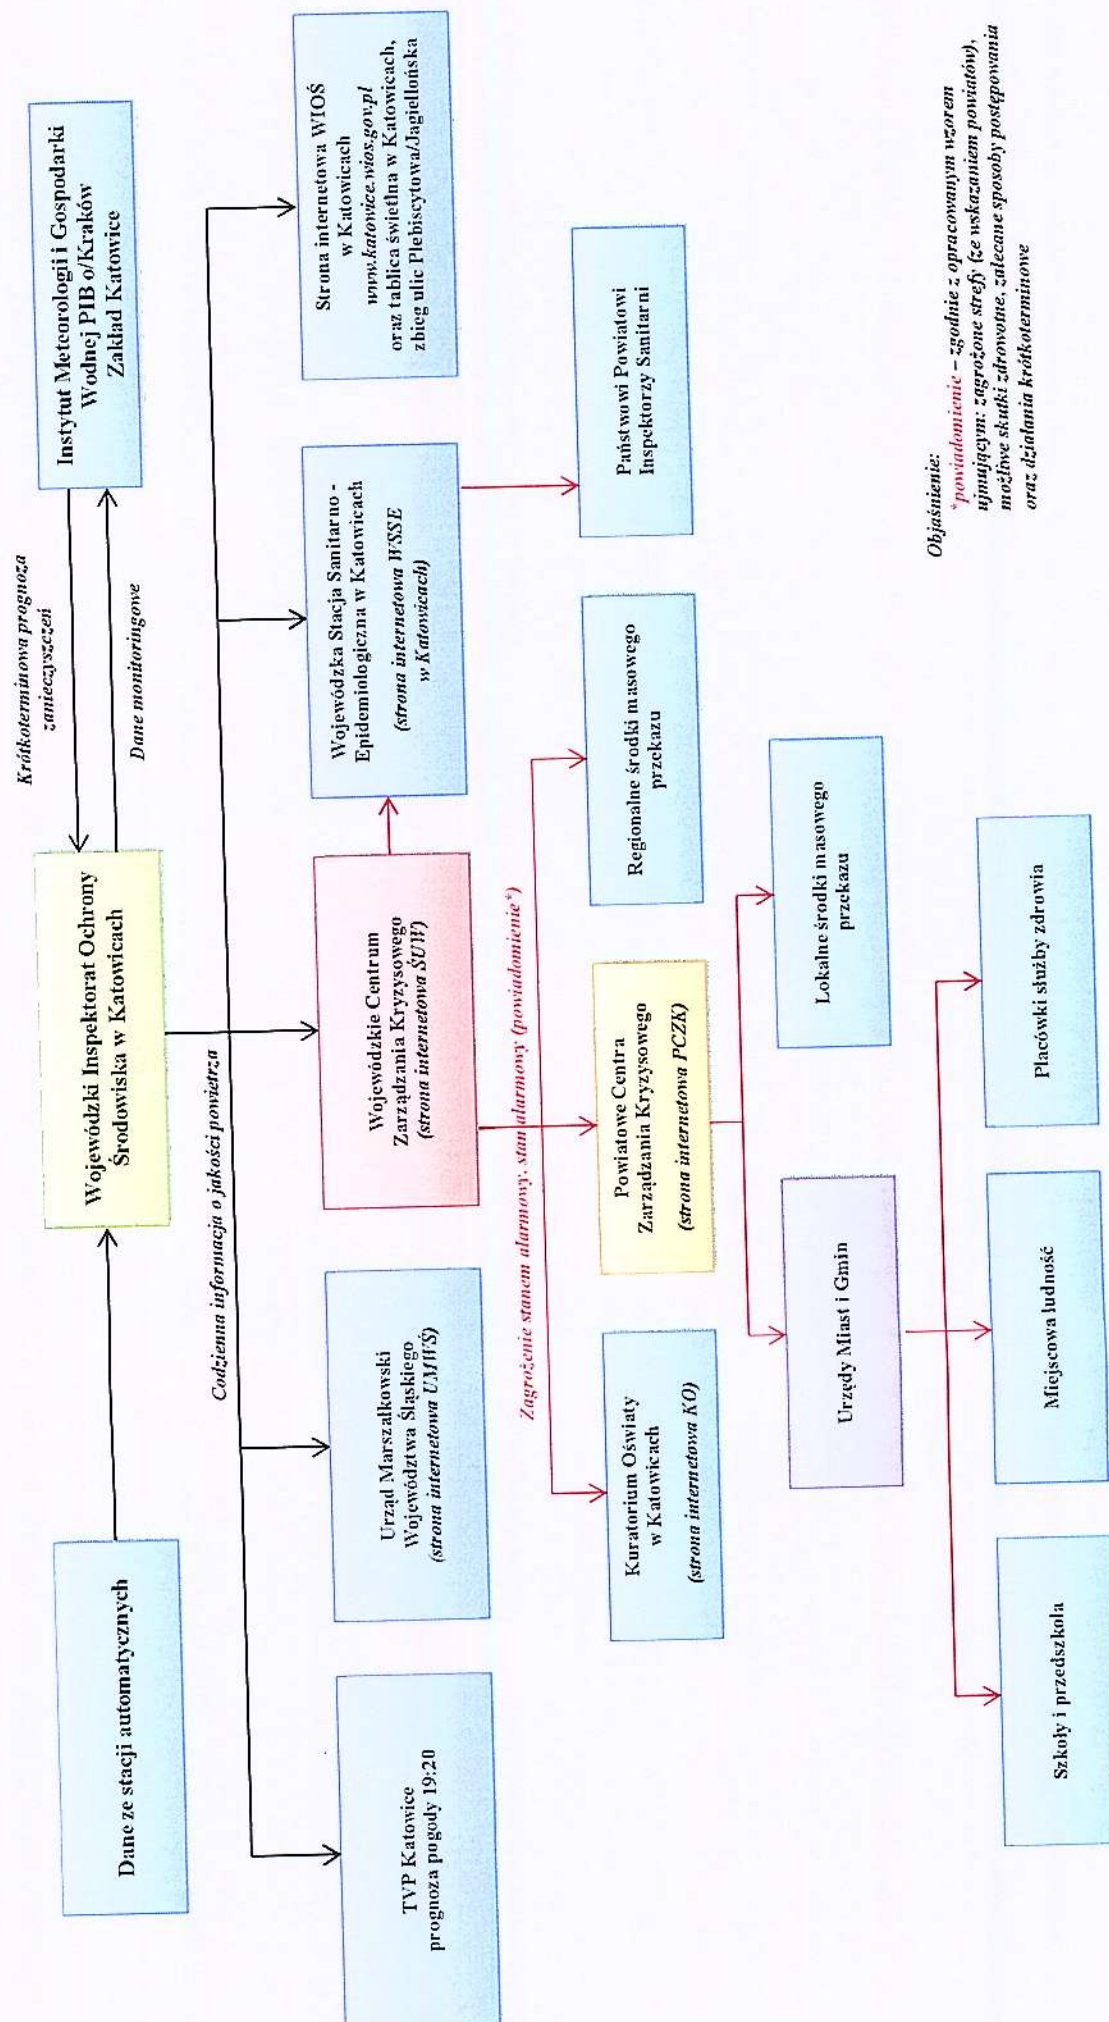 Dane ze stacji automatycznych
Wojewódzki Inspektorat Ochrony
Środowiska w Katowicach
Krótkoterminowa prognoza
zanieczyszczeń
Dane monitoringowe
Instytut Meteorologii i Gospodarki
Wodnej PIB o/Kraków
Zakład Katowice
Codzienna informacja o jakości powietrza
TVP Katowice
prognoza pogody 19:20
Urząd Marszałkowski
Województwa Śląskiego
(strona internetowa UMWŚ)
Wojewódzkie Centrum
Zarządzania Kryzysowego
(strona internetowa ŚUW)
Wojewódzka Stacja Sanitarno -
Epidemiologiczna w Katowicach
(strona internetowa WSSE
w Katowicach)
Strona internetowa WIOŚ
w Katowicach
www.katowice.wios.gov.pl
oraz tablica świetlna w Katowicach,
zbieg ulic Plebiscytowa/Jagiellońska
Zagrożenie stanem alarmowy, stan alarmowy (powiadomienie*)
Kuratorium Oświaty
w Katowicach
(strona internetowa KO)
Powiatowe Centra
Zarządzania Kryzysowego
(strona internetowa PCZK)
Regionalne środki masowego
przekazu
Państwowi Powiatowi
Inspektorzy Sanitarni
Urzędy Miast i Gmin
Lokalne środki masowego
przekazu
Szkoły i przedszkola
Miejscowa ludność
Placówki służby zdrowia
Objaśnienie:
*powiadomienie – zgodnie z opracowanym wzorem
ujmującym: zagrożone strefy (ze wskazaniem powiatów),
możliwe skutki zdrowotne, zalecane sposoby postępowania
oraz działania krótkoterminowe